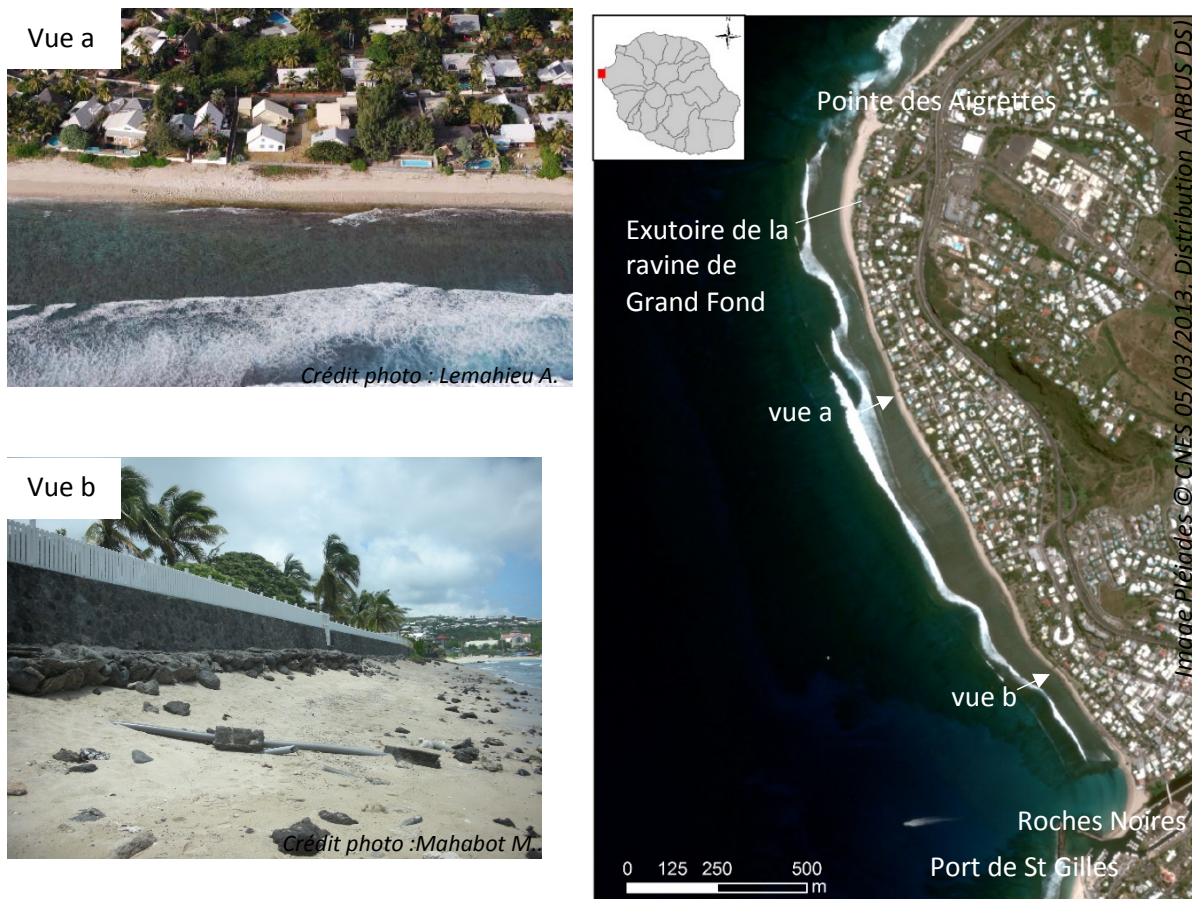 Vue a
Crédit photo : Lemahieu A.
Vue b
Crédit photo :Mahabot M..
N
Pointe des Aigrettes
Exutoire de la
ravine de
Grand Fond
vue a
vue b
Roches Noires
Port de St Gilles
0 125 250 500
m
Image Pléiades © CNES 05/03/2013, Distribution AIRBUS DS)